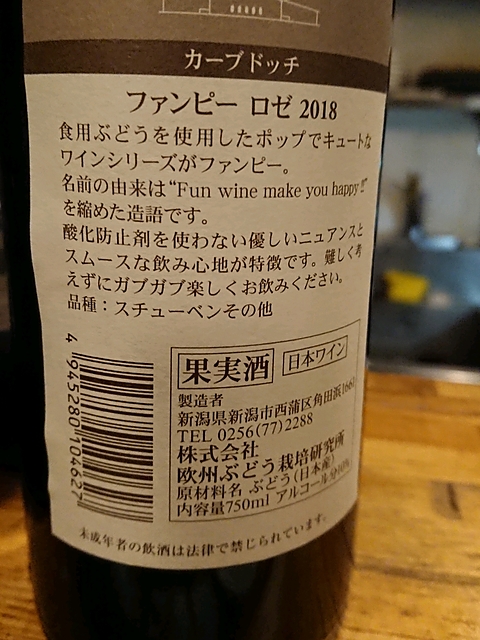 カーブドッチ
ファンピー ロゼ 2018
食用ぶどうを使用したポップでキュートな
ワインシリーズがファンピー。
名前の由来は“Fun wine make you happy !!”
を縮めた造語です。
酸化防止剤を使わない優しいニュアンスと
スムースな飲み心地が特徴です。難しく考
えずにガブガブ楽しくお飲みください。
品種：スチューベンその他
4 945280 104627
果実酒 日本ワイン
製造者
新潟県新潟市西蒲区角田浜1661
TEL 0256(77)2288
株式会社
欧州ぶどう栽培研究所
原材料名 ぶどう(日本産)
内容量750ml アルコール分10%
未成年者の飲酒は法律で禁じられています。